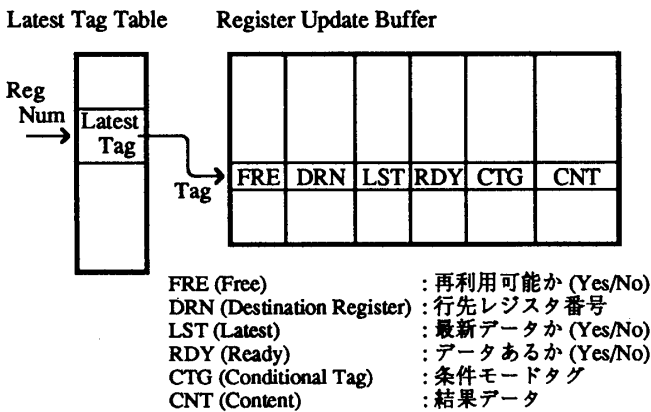 Latest Tag Table
Register Update Buffer
Reg
Num
Latest
Tag
Tag
FRE DRN LST RDY CTG CNT
FRE (Free) : 再利用可能か (Yes/No)
DRN (Destination Register) : 行先レジスタ番号
LST (Latest) : 最新データか (Yes/No)
RDY (Ready) : データあるか (Yes/No)
CTG (Conditional Tag) : 条件モードタグ
CNT (Content) : 結果データ